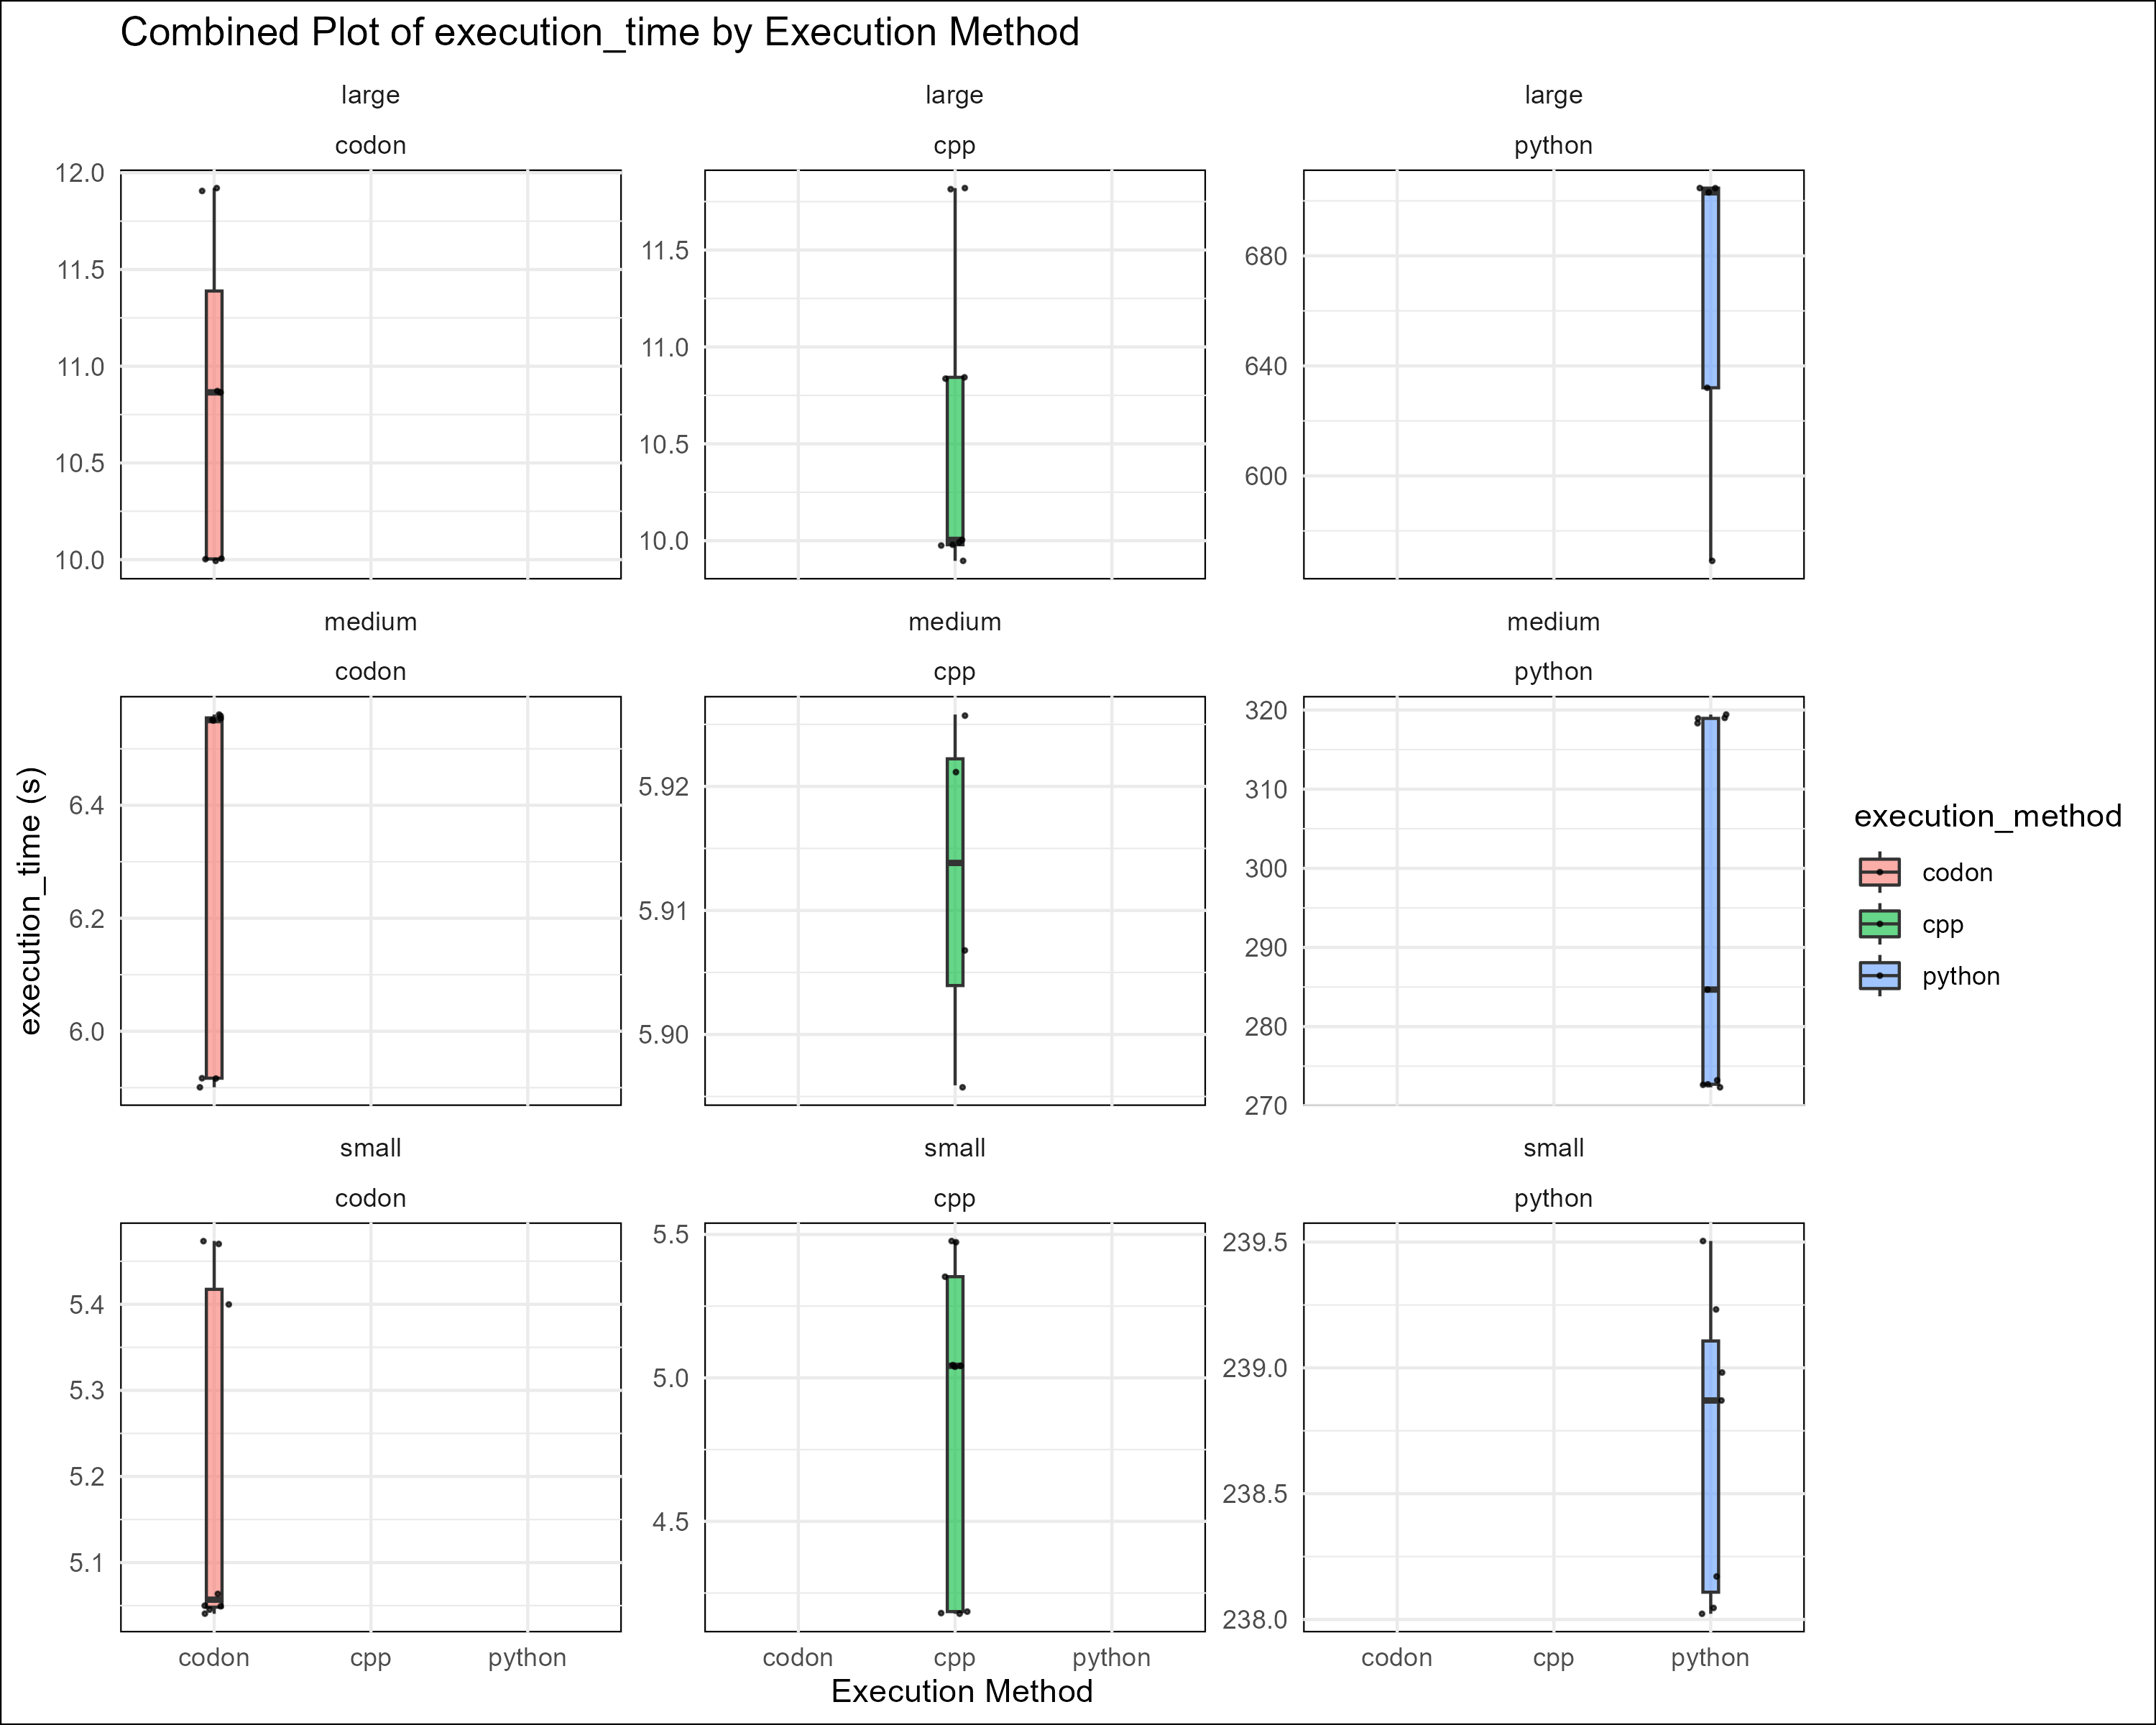 Combined Plot of execution_time by Execution Method
large
large
large
codon
cpp
python
12.0
11.5
11.0
10.5
10.0
11.5
11.0
10.5
10.0
680
640
600
medium
medium
medium
codon
cpp
python
6.4
6.2
6.0
5.92
5.91
5.90
320
310
300
290
280
270
small
small
small
codon
cpp
python
5.4
5.3
5.2
5.1
5.5
5.0
4.5
239.5
239.0
238.5
238.0
codon cpp python
codon cpp python
codon cpp python
Execution Method
execution_time (s)
execution_method
codon
cpp
python